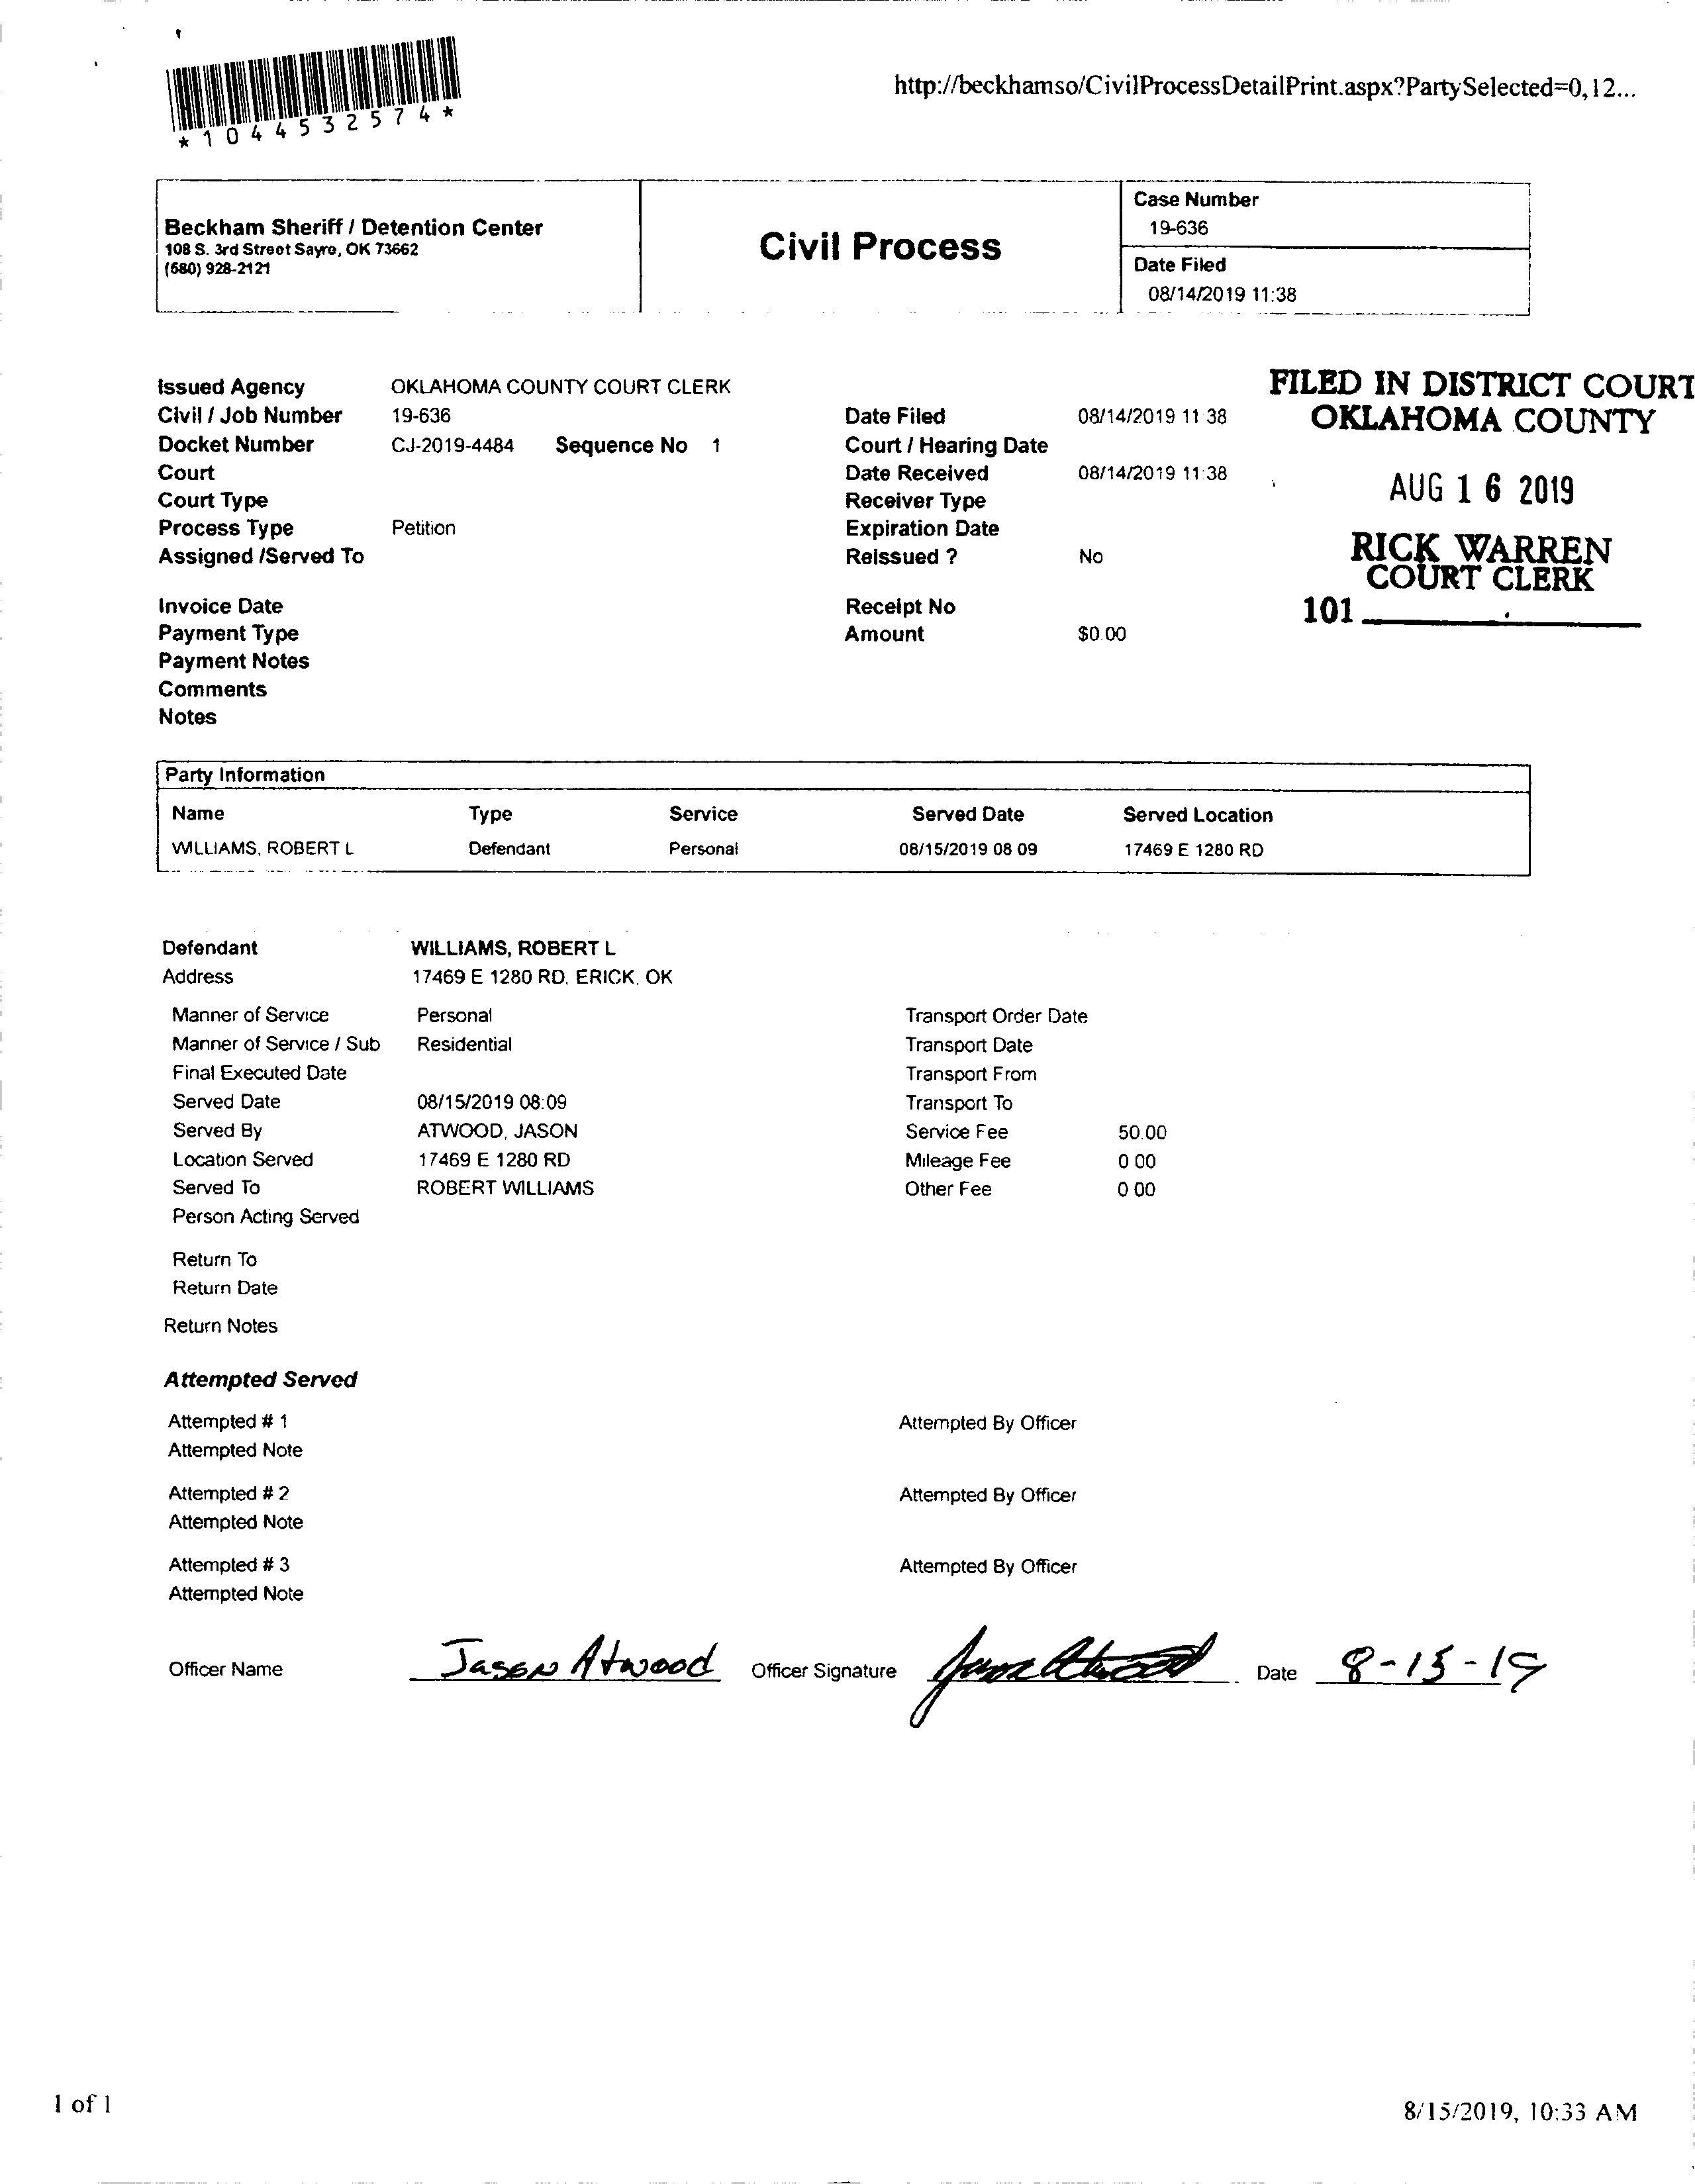 http://beckhamso/CivilProcessDetailPrint.aspx?PartySelected=0,12...
*1044532574*
Beckham Sheriff / Detention Center
108 S. 3rd Street Sayre, OK 73662
(580) 928-2121
Civil Process
Case Number
19-636
Date Filed
08/14/2019 11:38
FILED IN DISTRICT COURT
OKLAHOMA COUNTY
AUG 16 2019
RICK WARREN
COURT CLERK
101
Issued Agency OKLAHOMA COUNTY COURT CLERK
Civil / Job Number 19-636 Date Filed 08/14/2019 11 38
Docket Number CJ-2019-4484 Sequence No 1 Court / Hearing Date
Court Date Received 08/14/2019 11:38
Court Type Receiver Type
Process Type Petition Expiration Date
Assigned /Served To Reissued ? No
Invoice Date Receipt No
Payment Type Amount $0.00
Payment Notes
Comments
Notes
Party Information
Name Type Service Served Date Served Location
WILLIAMS, ROBERT L Defendant Personal 08/15/2019 08 09 17469 E 1280 RD
Defendant WILLIAMS, ROBERT L
Address 17469 E 1280 RD, ERICK, OK
Manner of Service Personal Transport Order Date
Manner of Service / Sub Residential Transport Date
Final Executed Date Transport From
Served Date 08/15/2019 08:09 Transport To
Served By ATWOOD, JASON Service Fee 50.00
Location Served 17469 E 1280 RD Mileage Fee 0 00
Served To ROBERT WILLIAMS Other Fee 0 00
Person Acting Served
Return To
Return Date
Return Notes
Attempted Served
Attempted # 1 Attempted By Officer
Attempted Note
Attempted # 2 Attempted By Officer
Attempted Note
Attempted # 3 Attempted By Officer
Attempted Note
Officer Name Jason Atwood Officer Signature Jason Atwood Date 8-15-19
1 of 1
8/15/2019, 10:33 AM